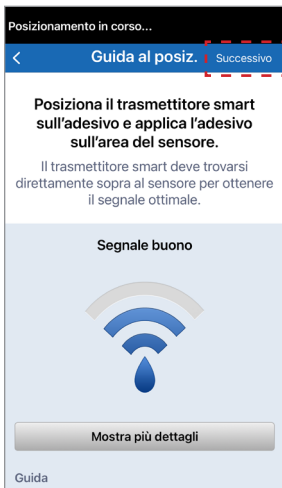 Posizionamento in corso...
Guida al posiz. Successivo
Posiziona il trasmettitore smart
sull'adesivo e applica l'adesivo
sull'area del sensore.
Il trasmettitore smart deve trovarsi
direttamente sopra al sensore per ottenere
il segnale ottimale.
Segnale buono
Mostra più dettagli
Guida